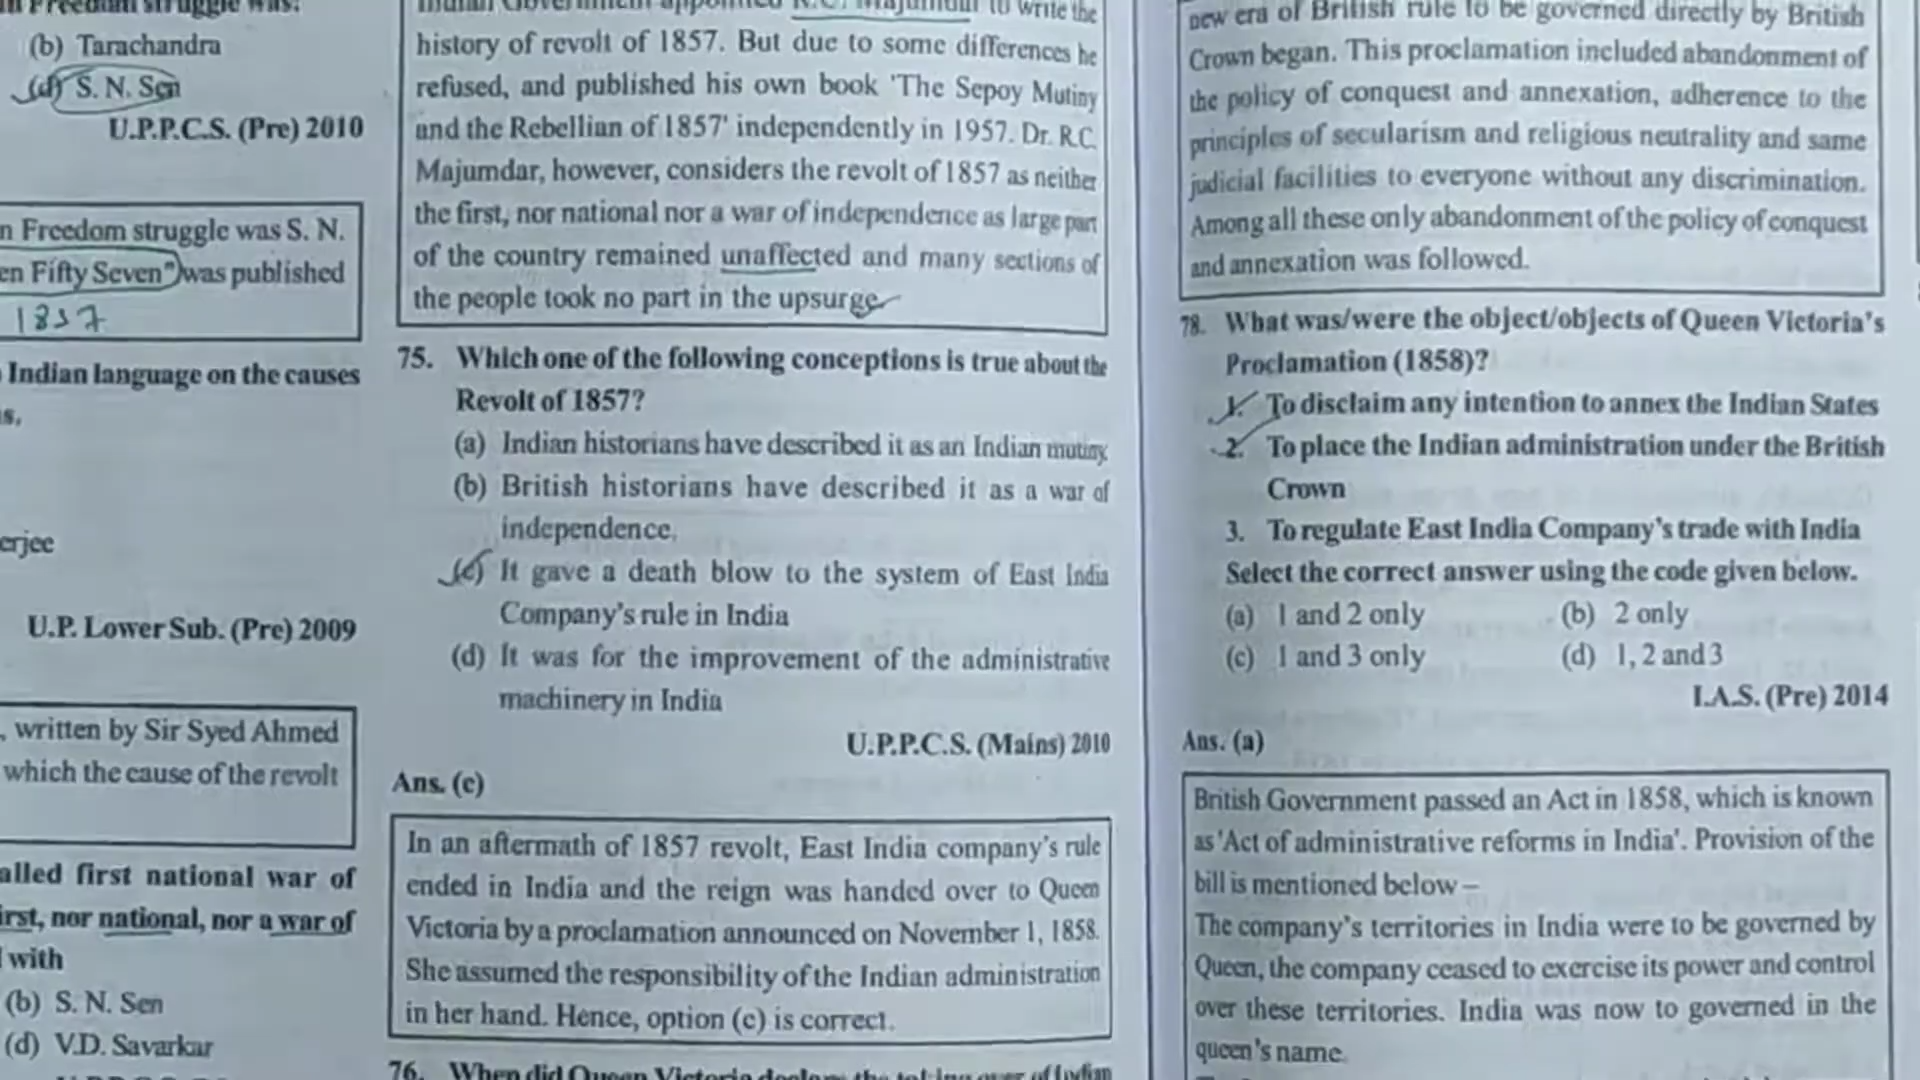 n Freedom struggle was:
(b) Tarachandra
(d) S. N. Sen
U.P.P.C.S. (Pre) 2010
n Freedom struggle was S. N.
en Fifty Seven" was published
1857
Indian language on the causes
s,
erjee
U.P. Lower Sub. (Pre) 2009
, written by Sir Syed Ahmed
which the cause of the revolt
alled first national war of
irst, nor national, nor a war of
with
(b) S. N. Sen
(d) V.D. Savarkar
Indian Government appointed R.C. Majumdar to write the
history of revolt of 1857. But due to some differences he
refused, and published his own book 'The Sepoy Mutiny
and the Rebellian of 1857' independently in 1957. Dr. R.C.
Majumdar, however, considers the revolt of 1857 as neither
the first, nor national nor a war of independence as large part
of the country remained unaffected and many sections of
the people took no part in the upsurge
75. Which one of the following conceptions is true about the
Revolt of 1857?
(a) Indian historians have described it as an Indian mutiny.
(b) British historians have described it as a war of
independence.
(c) It gave a death blow to the system of East India
Company's rule in India
(d) It was for the improvement of the administrative
machinery in India
U.P.P.C.S. (Mains) 2010
Ans. (c)
In an aftermath of 1857 revolt, East India company's rule
ended in India and the reign was handed over to Queen
Victoria by a proclamation announced on November 1, 1858.
She assumed the responsibility of the Indian administration
in her hand. Hence, option (c) is correct.
76. When did Queen Victoria declare the taking over of Indian
new era of British rule to be governed directly by British
Crown began. This proclamation included abandonment of
the policy of conquest and annexation, adherence to the
principles of secularism and religious neutrality and same
judicial facilities to everyone without any discrimination.
Among all these only abandonment of the policy of conquest
and annexation was followed.
78. What was/were the object/objects of Queen Victoria's
Proclamation (1858)?
1. To disclaim any intention to annex the Indian States
2. To place the Indian administration under the British
Crown
3. To regulate East India Company's trade with India
Select the correct answer using the code given below.
(a) 1 and 2 only (b) 2 only
(c) 1 and 3 only (d) 1, 2 and 3
I.A.S. (Pre) 2014
Ans. (a)
British Government passed an Act in 1858, which is known
as 'Act of administrative reforms in India'. Provision of the
bill is mentioned below –
The company's territories in India were to be governed by
Queen, the company ceased to exercise its power and control
over these territories. India was now to governed in the
queen's name.